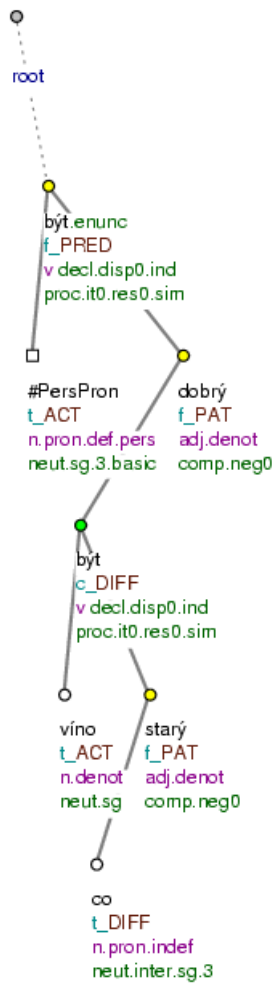 root
být.enunc
f_PRED
v decl.disp0.ind
proc.it0.res0.sim
#PersPron dobrý
t_ACT f_PAT
n.pron.def.pers adj.denot
neut.sg.3.basic comp.neg0
být
c_DIFF
v decl.disp0.ind
proc.it0.res0.sim
víno starý
t_ACT f_PAT
n.denot adj.denot
neut.sg comp.neg0
co
t_DIFF
n.pron.indef
neut.inter.sg.3